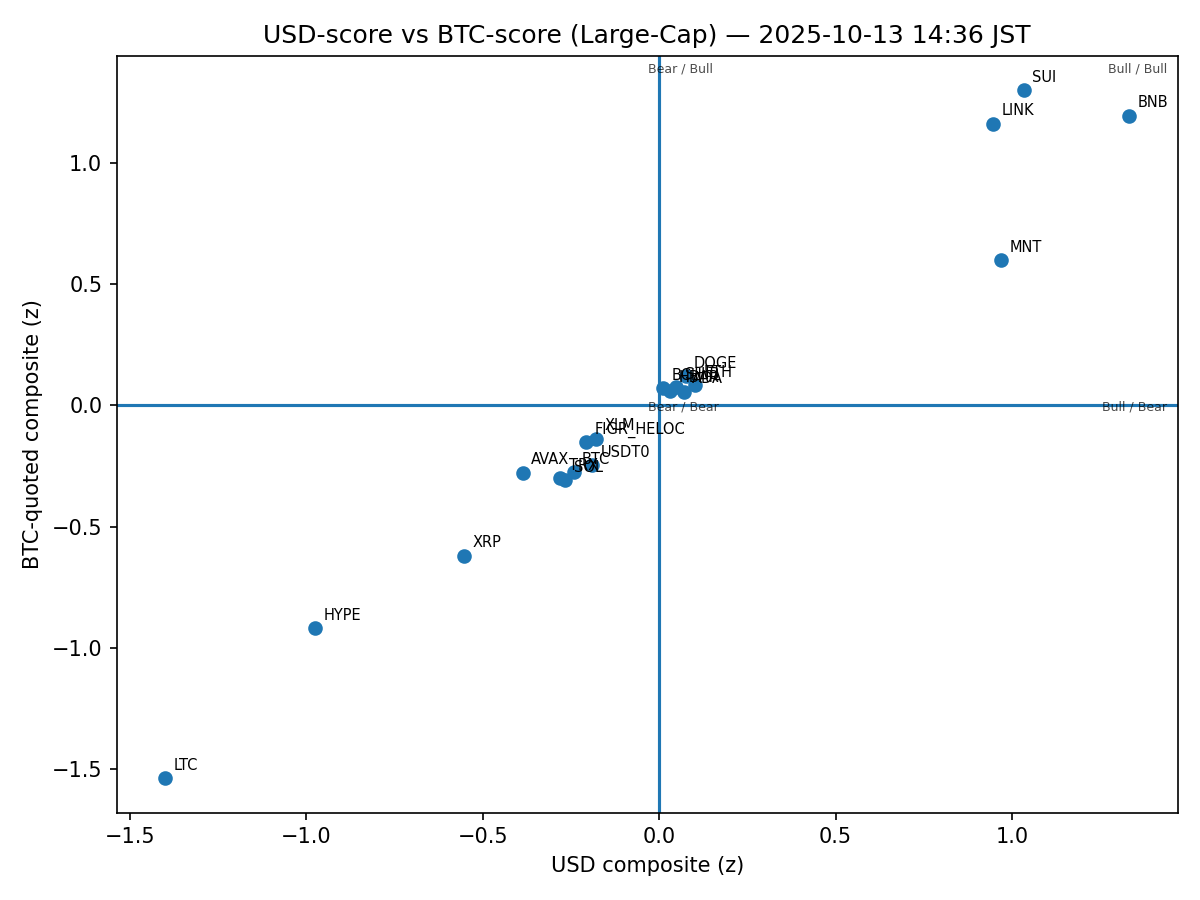 USD-score vs BTC-score (Large-Cap) — 2025-10-13 14:36 JST
Bear / Bull
Bull / Bull
SUI
BNB
LINK
MNT
DOGE
Bear / Bear
Bull / Bear
XLM
FIGR_HELOC
USDT0
AVAX
BTC
SOL
XRP
HYPE
LTC
1.0
0.5
0.0
−0.5
−1.0
−1.5
−1.5
−1.0
−0.5
0.0
0.5
1.0
USD composite (z)
BTC-quoted composite (z)